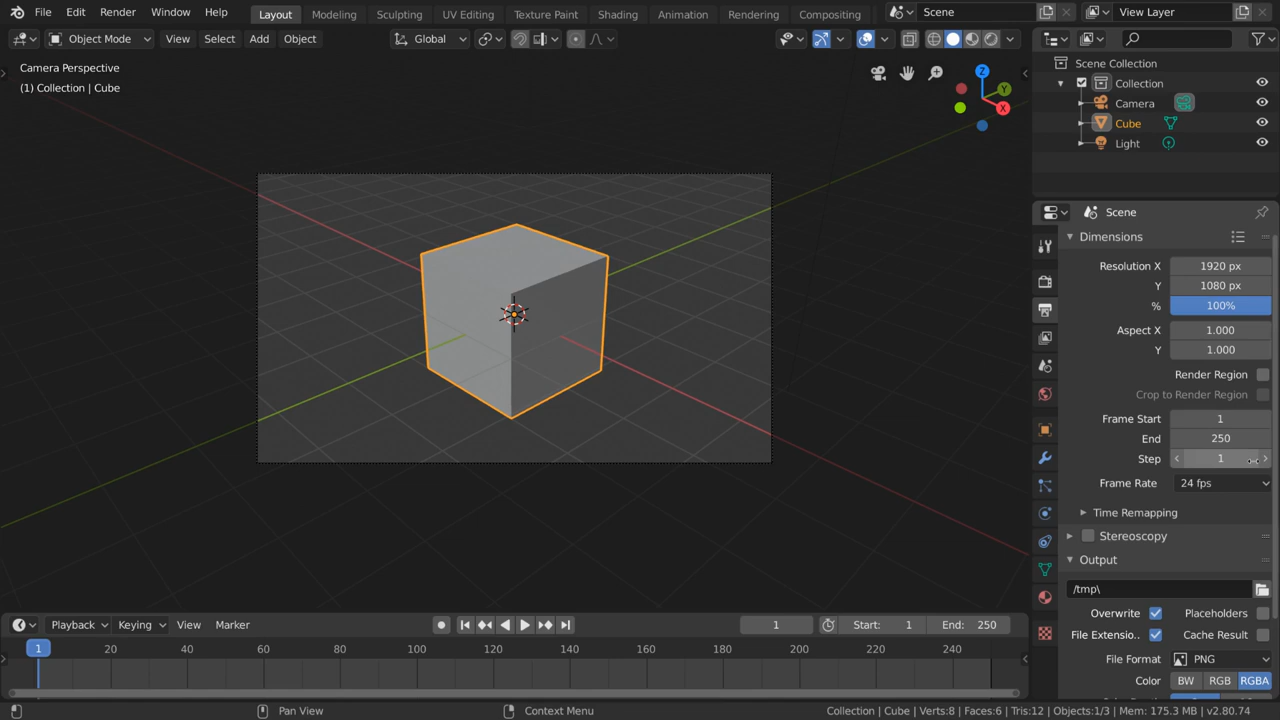 File Edit Render Window Help Layout Modeling Sculpting UV Editing Texture Paint Shading Animation Rendering Compositing Scene View Layer
Object Mode View Select Add Object Global
Camera Perspective
(1) Collection | Cube
Z
Y
X
Scene Collection
Collection
Camera
Cube
Light
Scene
Dimensions
Resolution X 1920 px
Y 1080 px
% 100%
Aspect X 1.000
Y 1.000
Render Region
Crop to Render Region
Frame Start 1
End 250
Step 1
Frame Rate 24 fps
Time Remapping
Stereoscopy
Output
/tmp\
Overwrite Placeholders
File Extensio.. Cache Result
File Format PNG
Color BW RGB RGBA
Playback Keying View Marker 1 Start: 1 End: 250
1 20 40 60 80 100 120 140 160 180 200 220 240
Pan View Context Menu Collection | Cube | Verts:8 | Faces:6 | Tris:12 | Objects:1/3 | Mem: 175.3 MB | v2.80.74